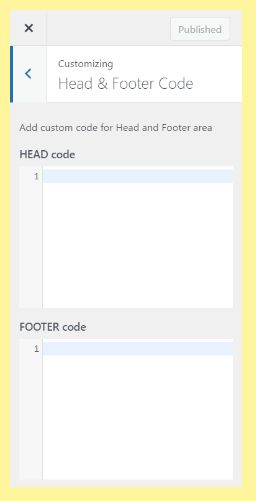 ×
Published
Customizing
Head & Footer Code
Add custom code for Head and Footer area
HEAD code
1
FOOTER code
1